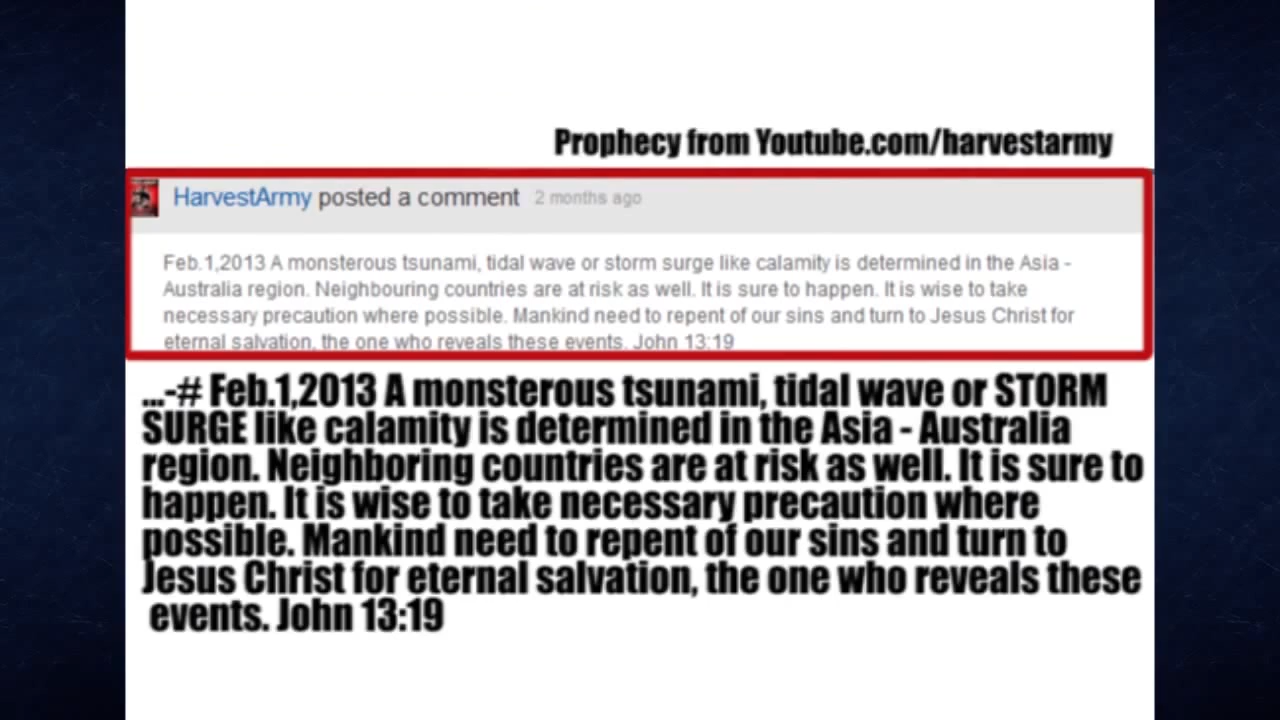 Prophecy from Youtube.com/harvestarmy
HarvestArmy posted a comment 2 months ago
Feb.1,2013 A monsterous tsunami, tidal wave or storm surge like calamity is determined in the Asia -
Australia region. Neighbouring countries are at risk as well. It is sure to happen. It is wise to take
necessary precaution where possible. Mankind need to repent of our sins and turn to Jesus Christ for
eternal salvation, the one who reveals these events. John 13:19
...-# Feb.1,2013 A monsterous tsunami, tidal wave or STORM
SURGE like calamity is determined in the Asia - Australia
region. Neighboring countries are at risk as well. It is sure to
happen. It is wise to take necessary precaution where
possible. Mankind need to repent of our sins and turn to
Jesus Christ for eternal salvation, the one who reveals these
events. John 13:19